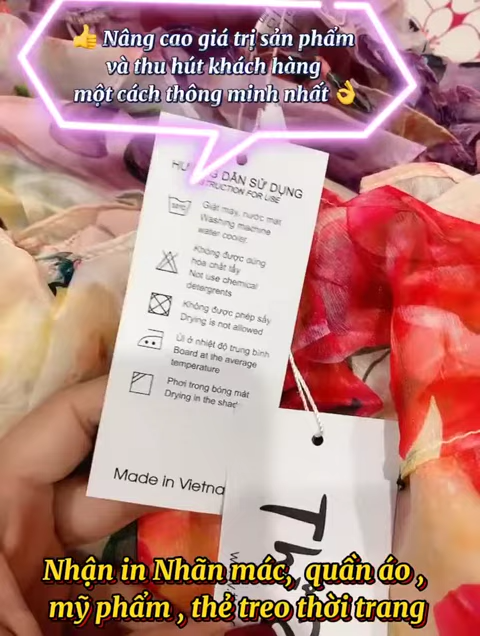 👍 Nâng cao giá trị sản phẩm
và thu hút khách hàng
một cách thông minh nhất 👌
DẪN SỬ DỤNG
FOR USE
Giặt máy, nước mát
Washing machine
water cooler
Không được dùng
hóa chất tẩy
Not use chemical
detergrents
Không được phép sấy
Drying is not allowed
Ủi ở nhiệt độ trung bình
Board at the average
temperature
Phơi trong bóng mát
Drying in the shad
Made in Vietna
Nhận in Nhãn mác, quần áo ,
mỹ phẩm , thẻ treo thời trang